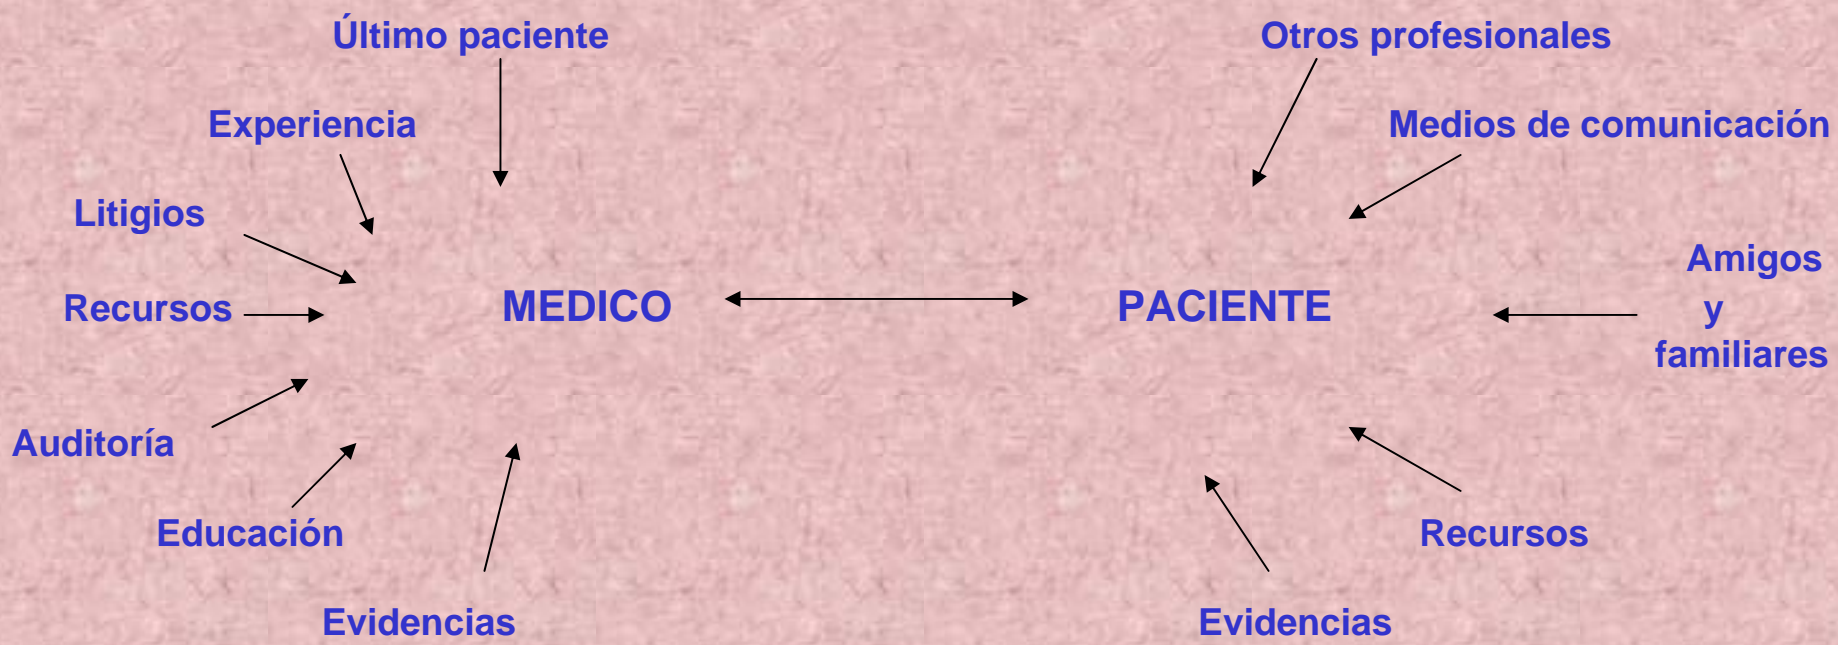 Último paciente
Otros profesionales
Experiencia
Medios de comunicación
Litigios
Amigos
y
familiares
Recursos
MEDICO
PACIENTE
Auditoría
Educación
Recursos
Evidencias
Evidencias